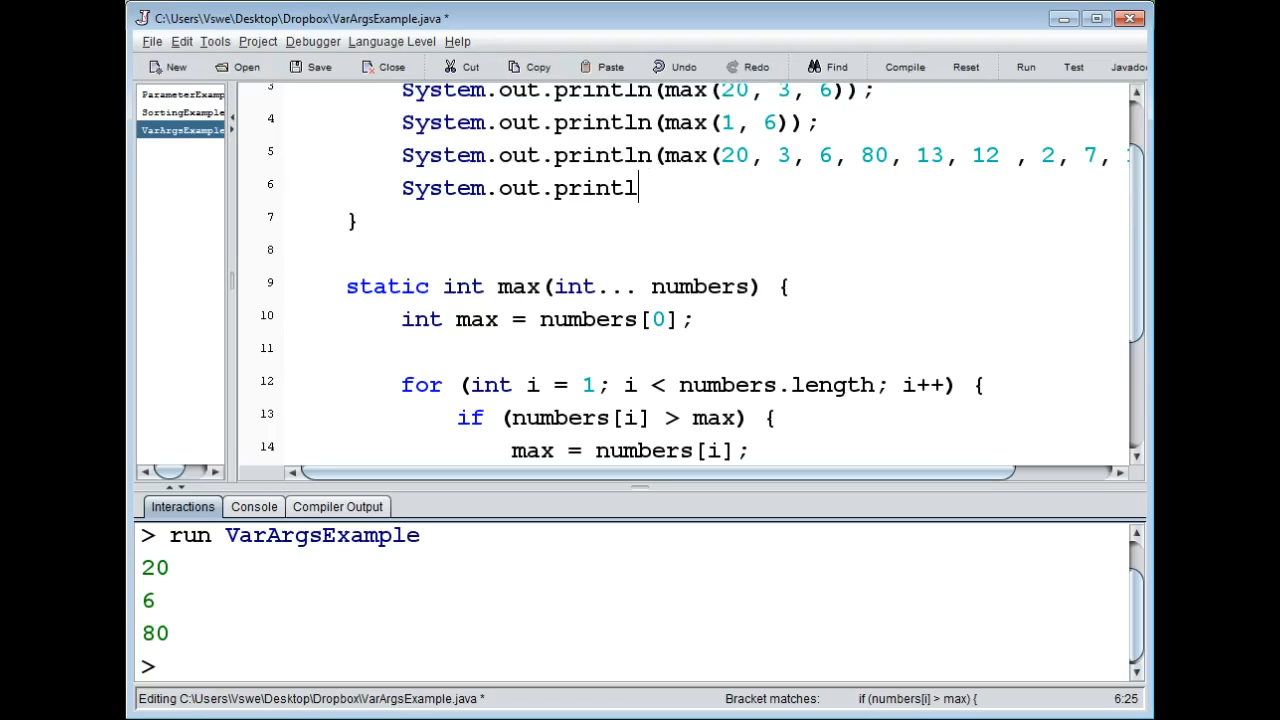 C:\Users\Vswe\Desktop\Dropbox\VarArgsExample.java *
File Edit Tools Project Debugger Language Level Help
New Open Save Close Cut Copy Paste Undo Redo Find Compile Reset Run Test Javado
ParameterExamp
SortingExample
VarArgsExample
3 System.out.println(max(20, 3, 6));
4 System.out.println(max(1, 6));
5 System.out.println(max(20, 3, 6, 80, 13, 12 , 2, 7,
6 System.out.printl
7 }
8
9 static int max(int... numbers) {
10 int max = numbers[0];
11
12 for (int i = 1; i < numbers.length; i++) {
13 if (numbers[i] > max) {
14 max = numbers[i];
Interactions Console Compiler Output
> run VarArgsExample
20
6
80
>
Editing C:\Users\Vswe\Desktop\Dropbox\VarArgsExample.java * Bracket matches: if (numbers[i] > max) { 6:25